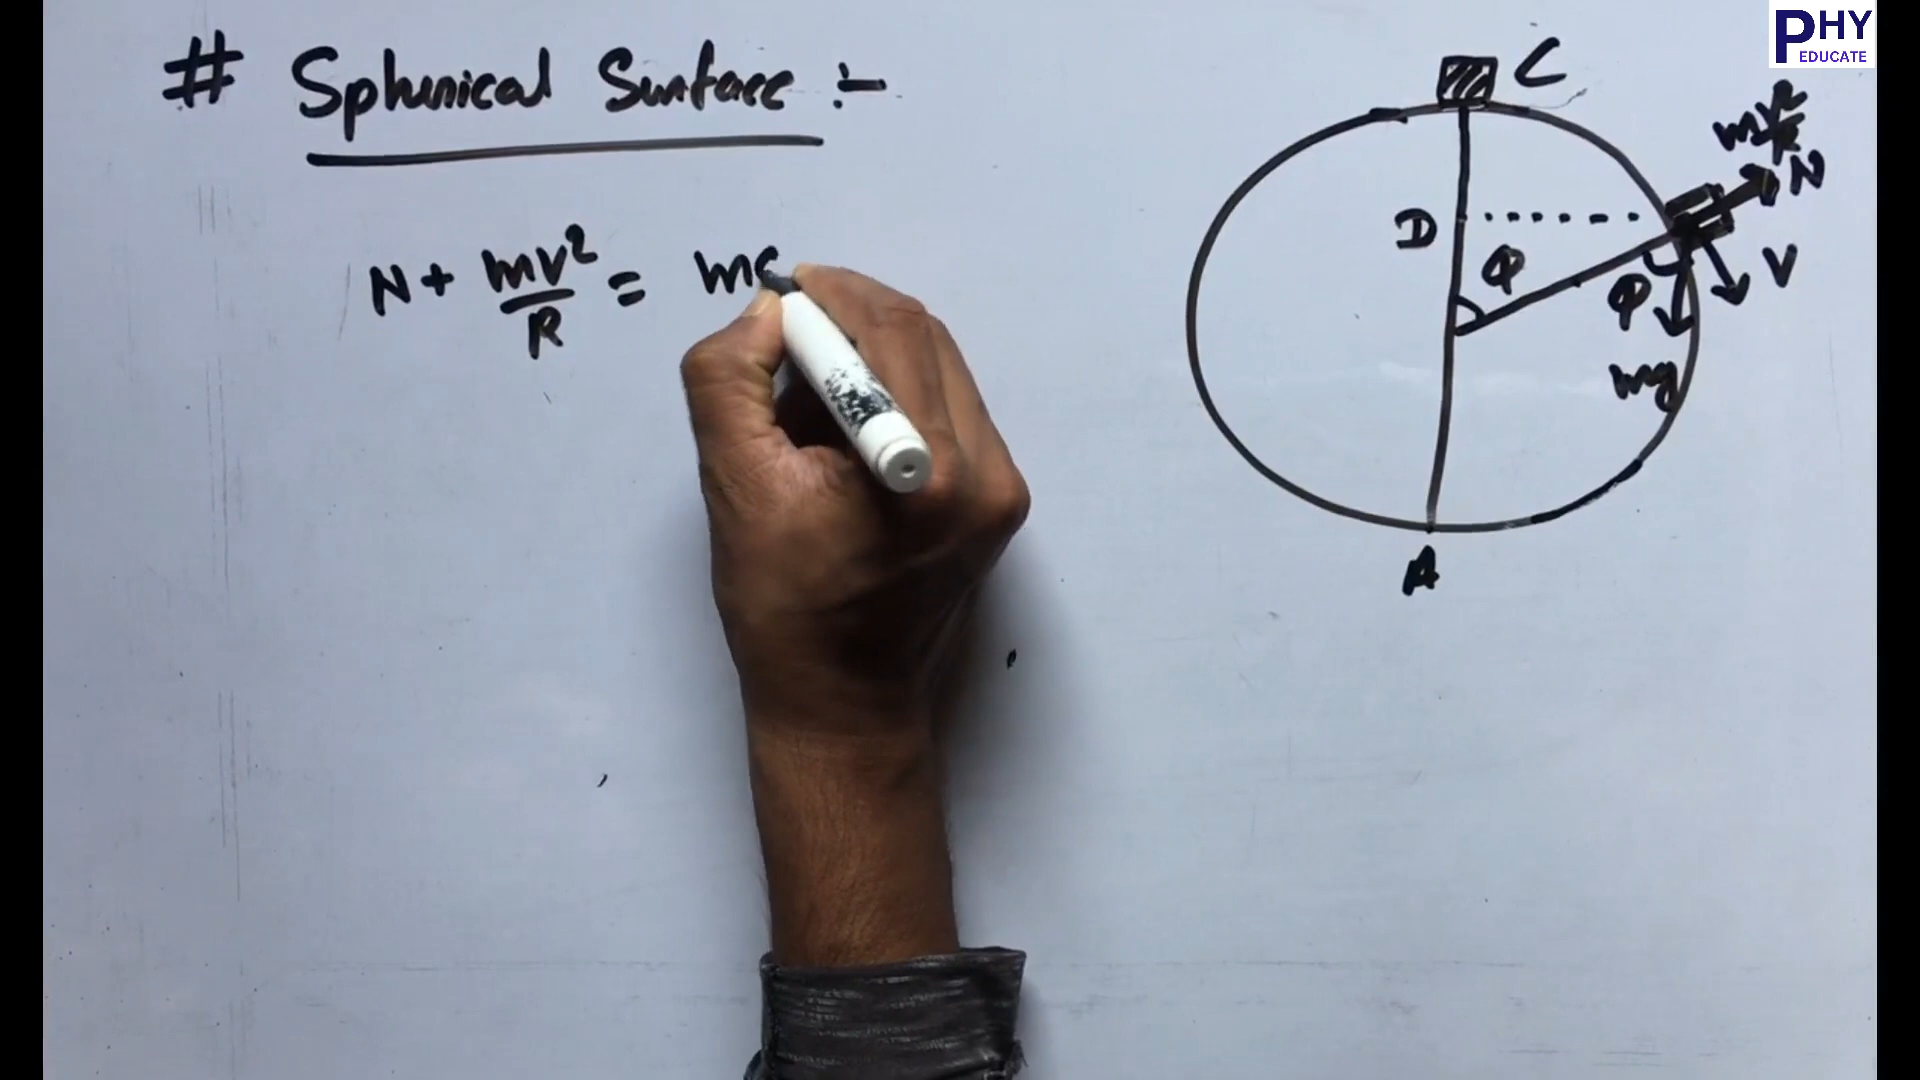 # Spherical Surface :-
N + mv²/R = mg
C
mv²/R
N
D
φ
φ
V
mg
A
PHY
EDUCATE